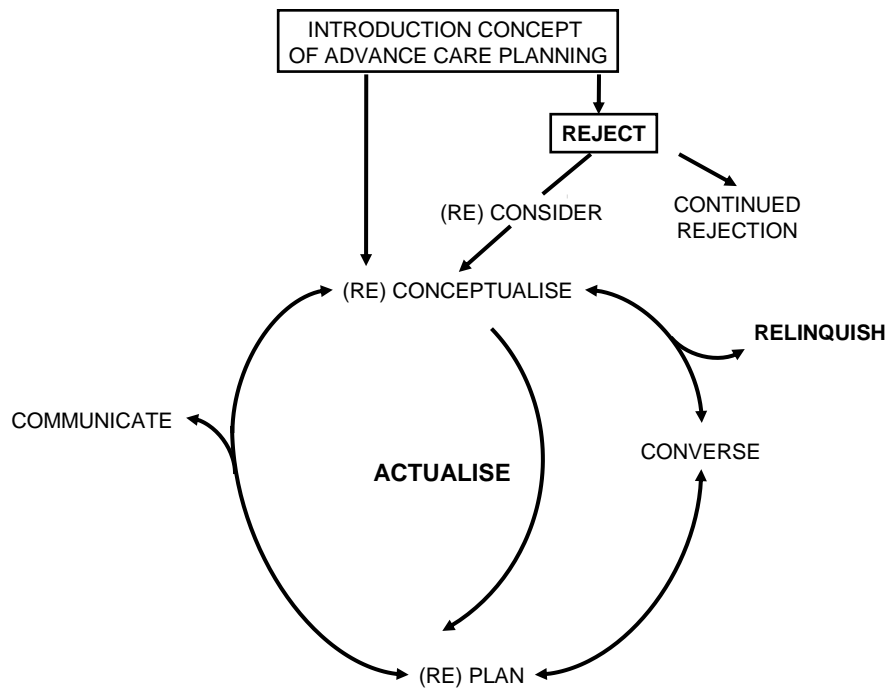 INTRODUCTION CONCEPT
OF ADVANCE CARE PLANNING
REJECT
(RE) CONSIDER
CONTINUED
REJECTION
(RE) CONCEPTUALISE
RELINQUISH
COMMUNICATE
CONVERSE
ACTUALISE
(RE) PLAN